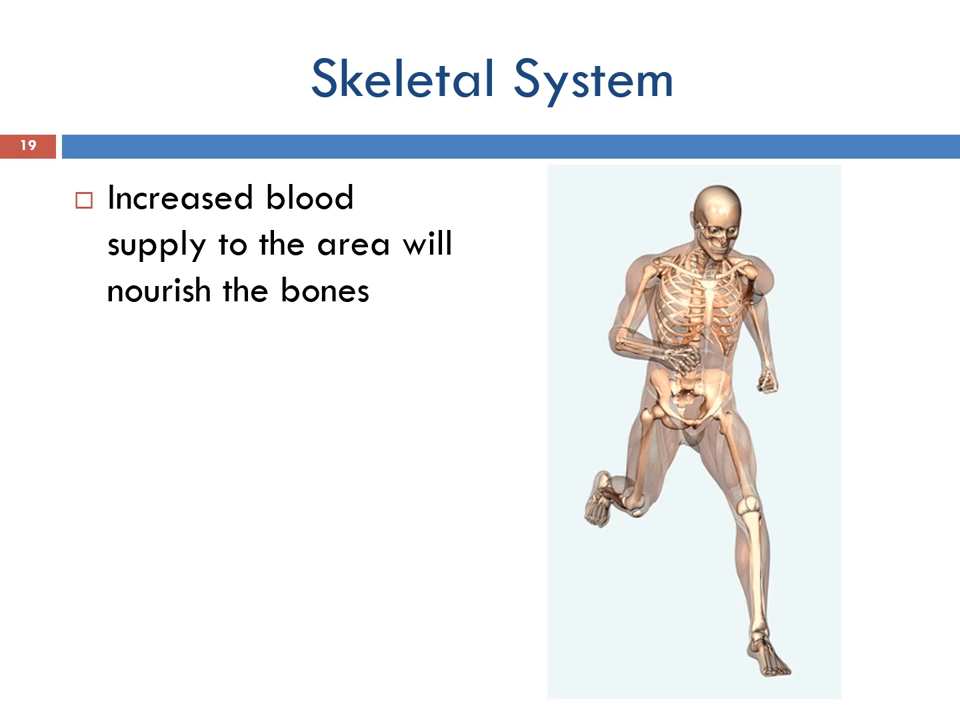 Skeletal System
19
Increased blood
supply to the area will
nourish the bones